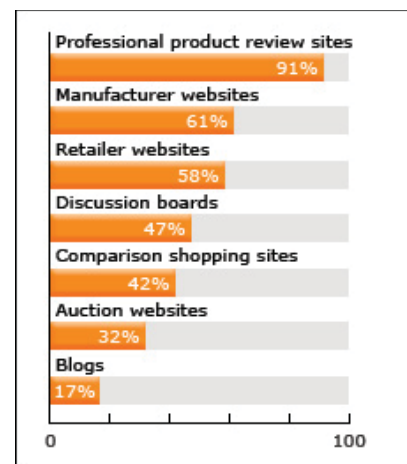 Professional product review sites
91%
Manufacturer websites
61%
Retailer websites
58%
Discussion boards
47%
Comparison shopping sites
42%
Auction websites
32%
Blogs
17%
0 100